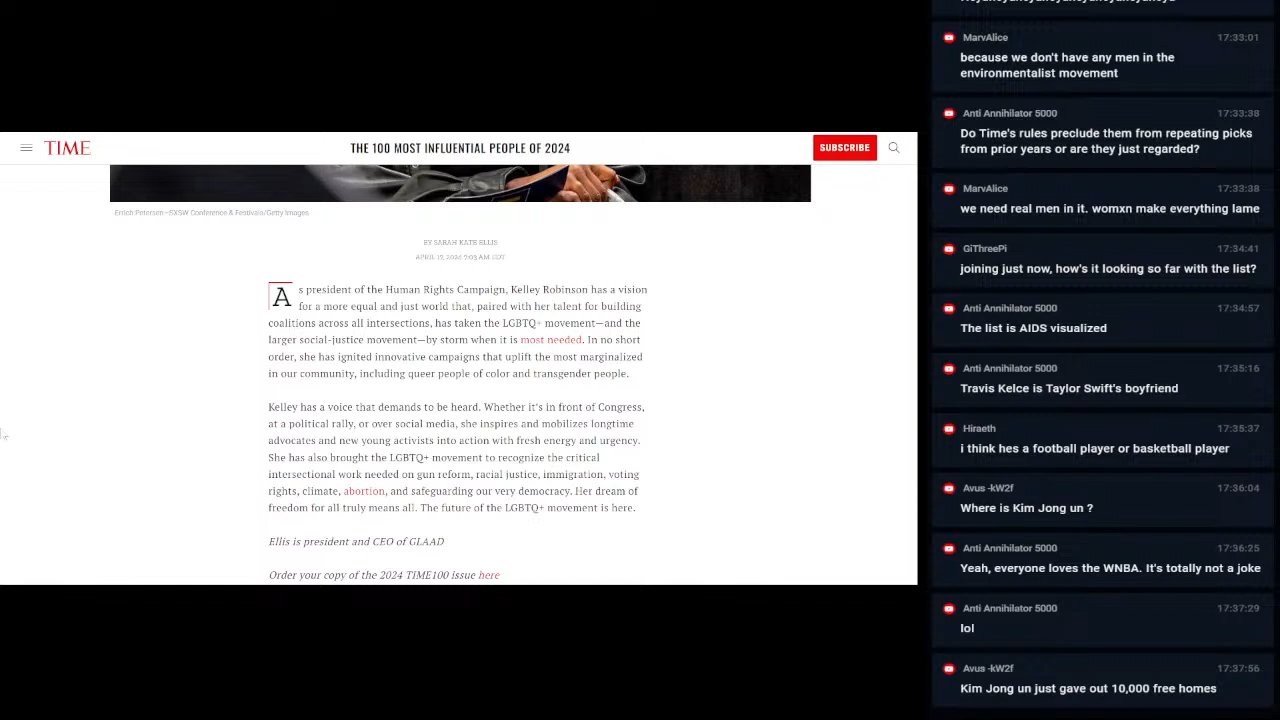 TIME
THE 100 MOST INFLUENTIAL PEOPLE OF 2024
SUBSCRIBE
Errich Petersen—SXSW Conference & Festivals/Getty Images
BY SARAH KATE ELLIS
APRIL 17, 2024 7:03 AM EDT
As president of the Human Rights Campaign, Kelley Robinson has a vision
for a more equal and just world that, paired with her talent for building
coalitions across all intersections, has taken the LGBTQ+ movement—and the
larger social-justice movement—by storm when it is most needed. In no short
order, she has ignited innovative campaigns that uplift the most marginalized
in our community, including queer people of color and transgender people.
Kelley has a voice that demands to be heard. Whether it's in front of Congress,
at a political rally, or over social media, she inspires and mobilizes longtime
advocates and new young activists into action with fresh energy and urgency.
She has also brought the LGBTQ+ movement to recognize the critical
intersectional work needed on gun reform, racial justice, immigration, voting
rights, climate, abortion, and safeguarding our very democracy. Her dream of
freedom for all truly means all. The future of the LGBTQ+ movement is here.
Ellis is president and CEO of GLAAD
Order your copy of the 2024 TIME100 issue here
MarvAlice 17:33:01
because we don't have any men in the
environmentalist movement
Anti Annihilator 5000 17:33:38
Do Time's rules preclude them from repeating picks
from prior years or are they just regarded?
MarvAlice 17:33:38
we need real men in it. womxn make everything lame
GiThreePi 17:34:41
joining just now, how's it looking so far with the list?
Anti Annihilator 5000 17:34:57
The list is AIDS visualized
Anti Annihilator 5000 17:35:16
Travis Kelce is Taylor Swift's boyfriend
Hiraeth 17:35:37
i think hes a football player or basketball player
Avus -kW2f 17:36:04
Where is Kim Jong un ?
Anti Annihilator 5000 17:36:25
Yeah, everyone loves the WNBA. It's totally not a joke
Anti Annihilator 5000 17:37:29
lol
Avus -kW2f 17:37:56
Kim Jong un just gave out 10,000 free homes